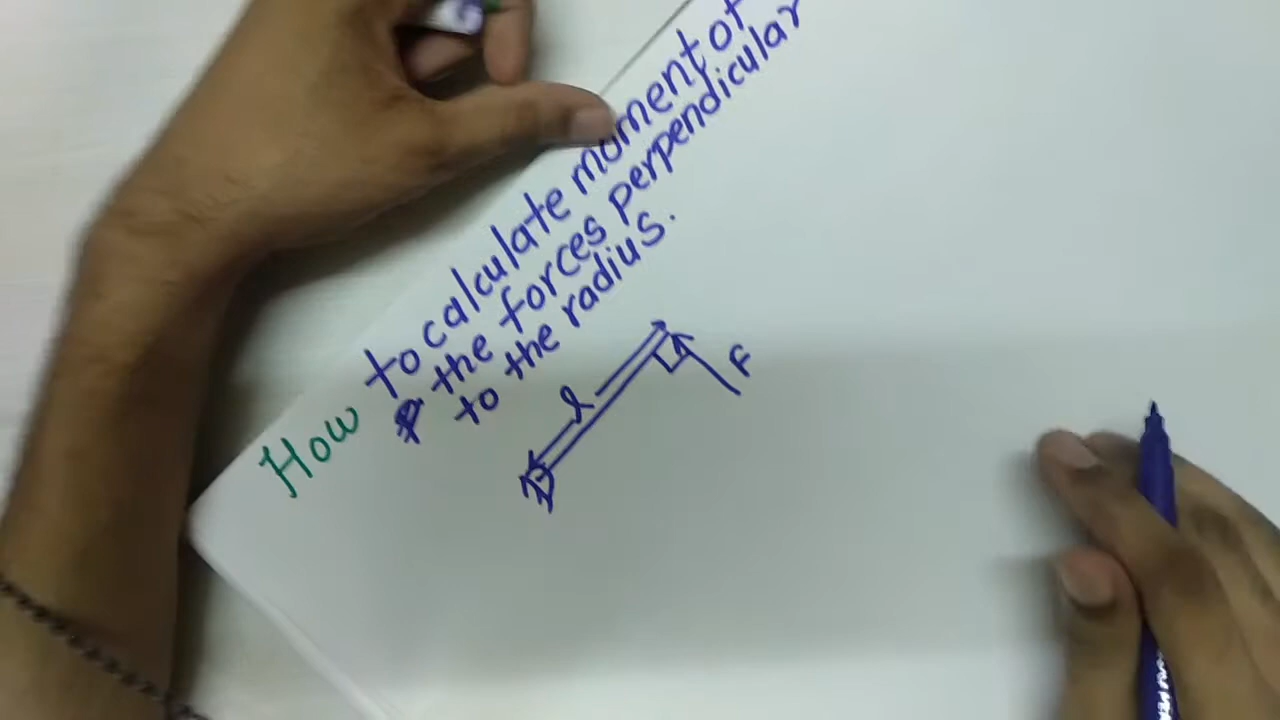 How to calculate moment of
the forces perpendicular
to the radius.
l
F